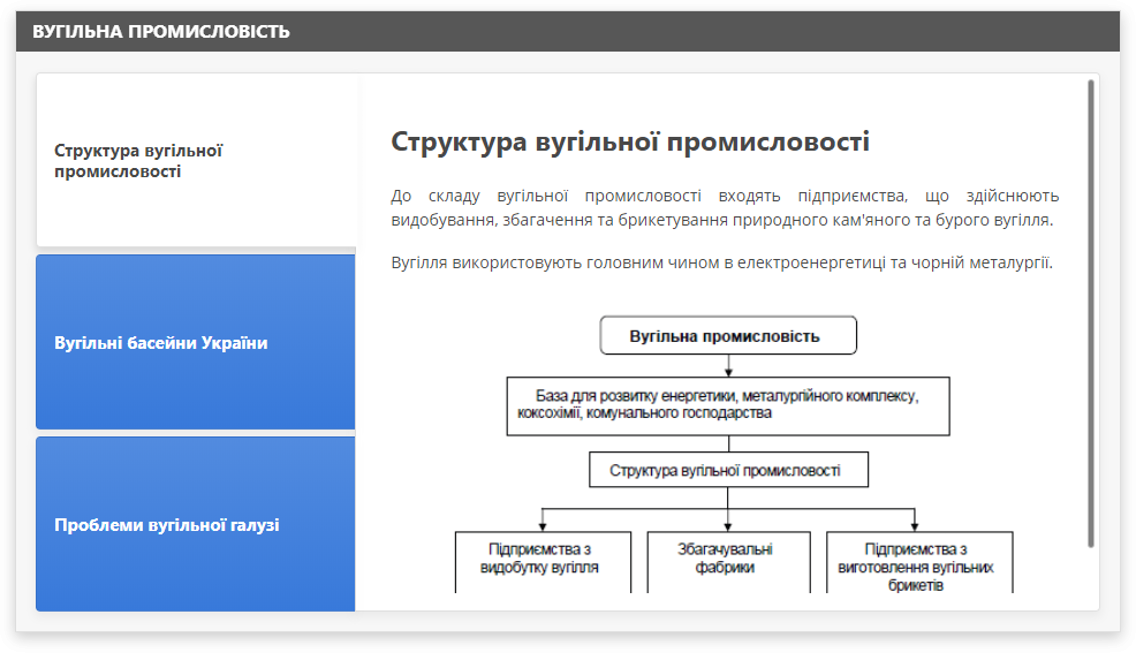 ВУГІЛЬНА ПРОМИСЛОВІСТЬ
Структура вугільної
промисловості
Вугільні басейни України
Проблеми вугільної галузі
Структура вугільної промисловості
До складу вугільної промисловості входять підприємства, що здійснюють
видобування, збагачення та брикетування природного кам'яного та бурого вугілля.
Вугілля використовують головним чином в електроенергетиці та чорній металургії.
Вугільна промисловість
База для розвитку енергетики, металургійного комплексу,
коксохімії, комунального господарства
Структура вугільної промисловості
Підприємства з
видобутку вугілля
Збагачувальні
фабрики
Підприємства з
виготовлення вугільних
брикетів